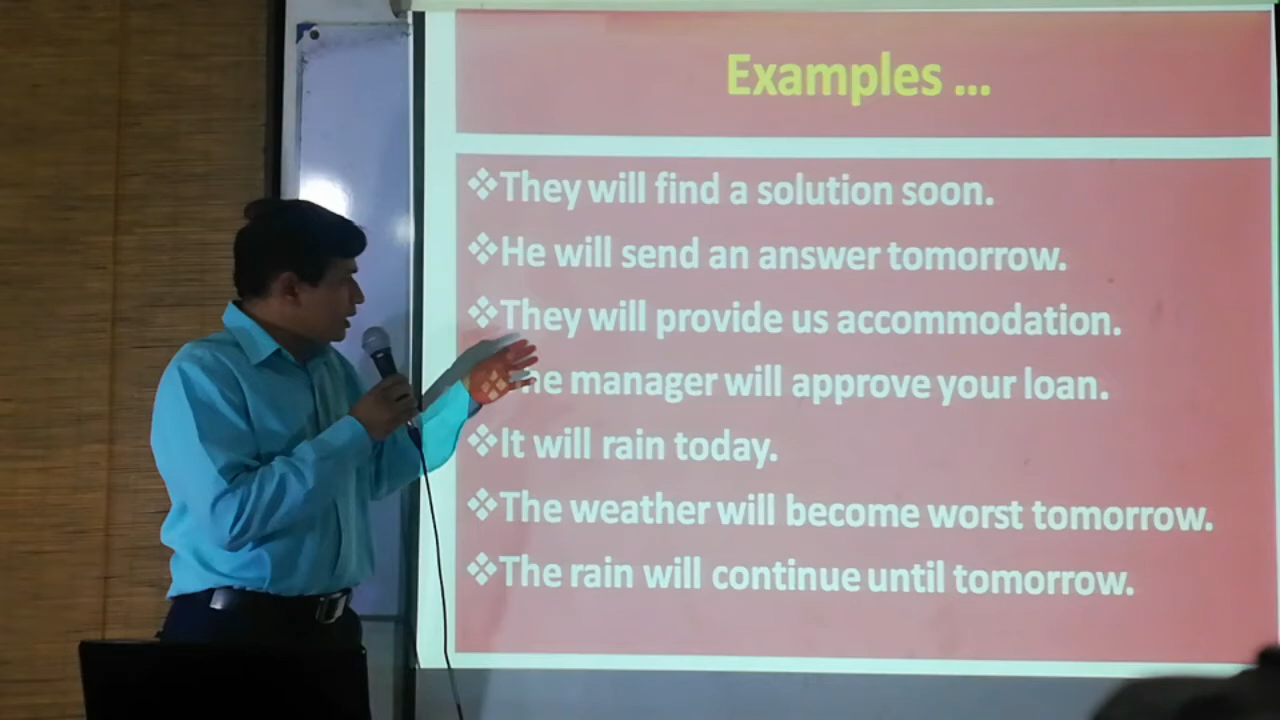 Examples ...
❖They will find a solution soon.
❖He will send an answer tomorrow.
❖They will provide us accommodation.
manager will approve your loan.
❖It will rain today.
❖The weather will become worst tomorrow.
❖The rain will continue until tomorrow.